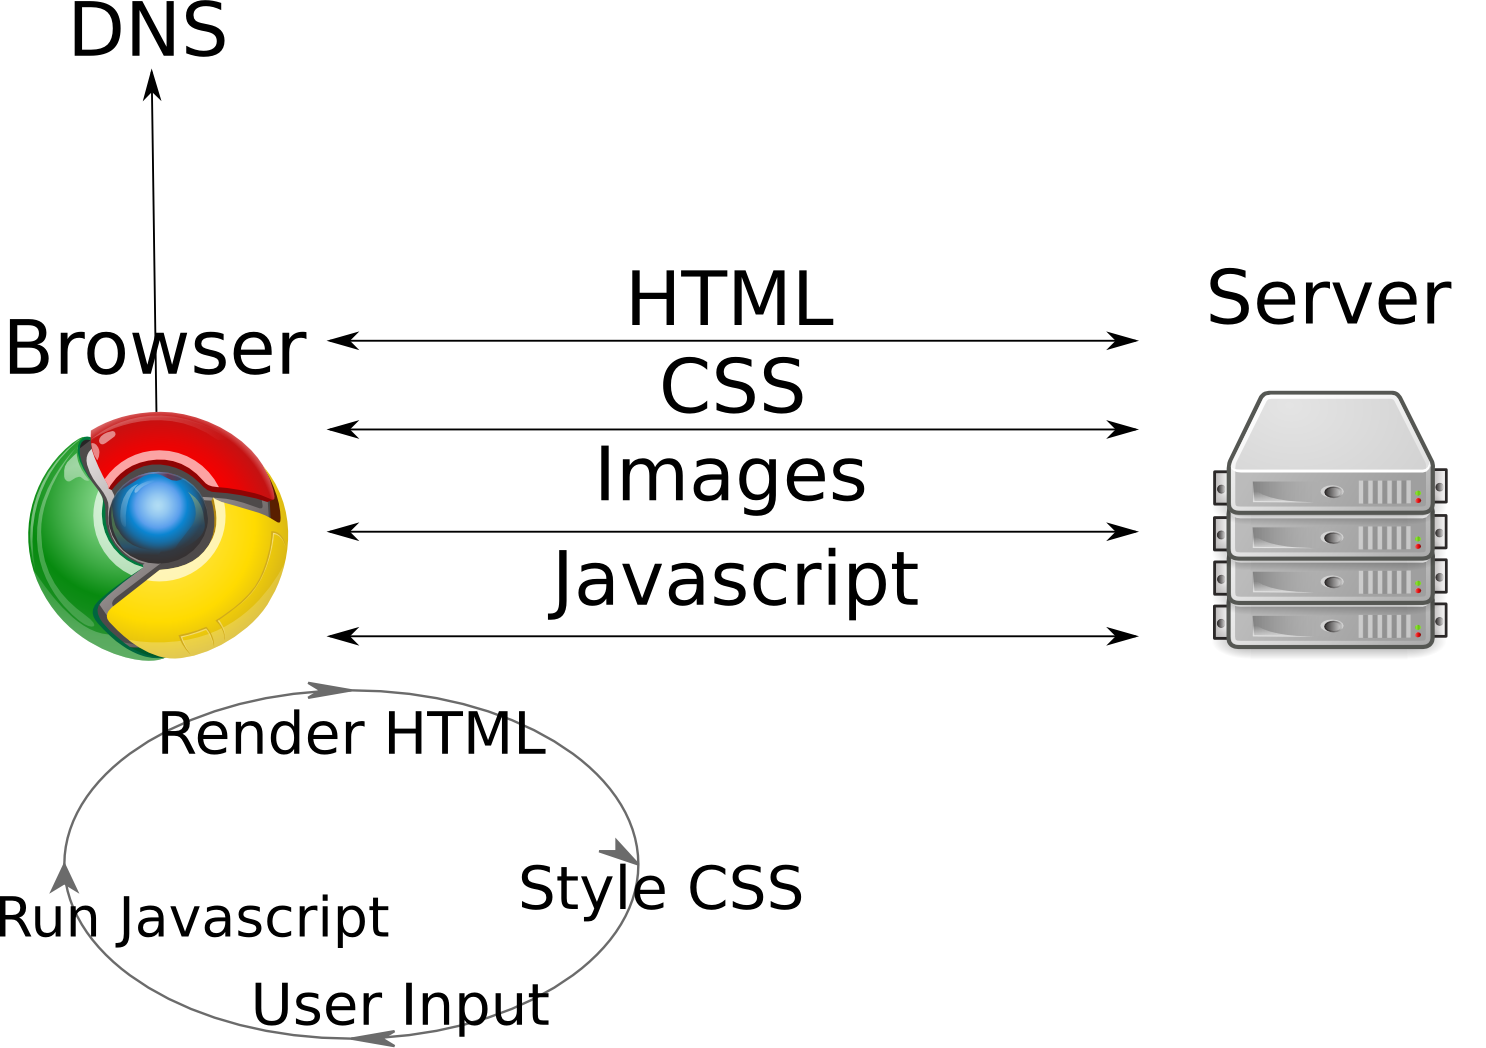 DNS
Browser
HTML
Server
CSS
Images
Javascript
Render HTML
Style CSS
Run Javascript
User Input